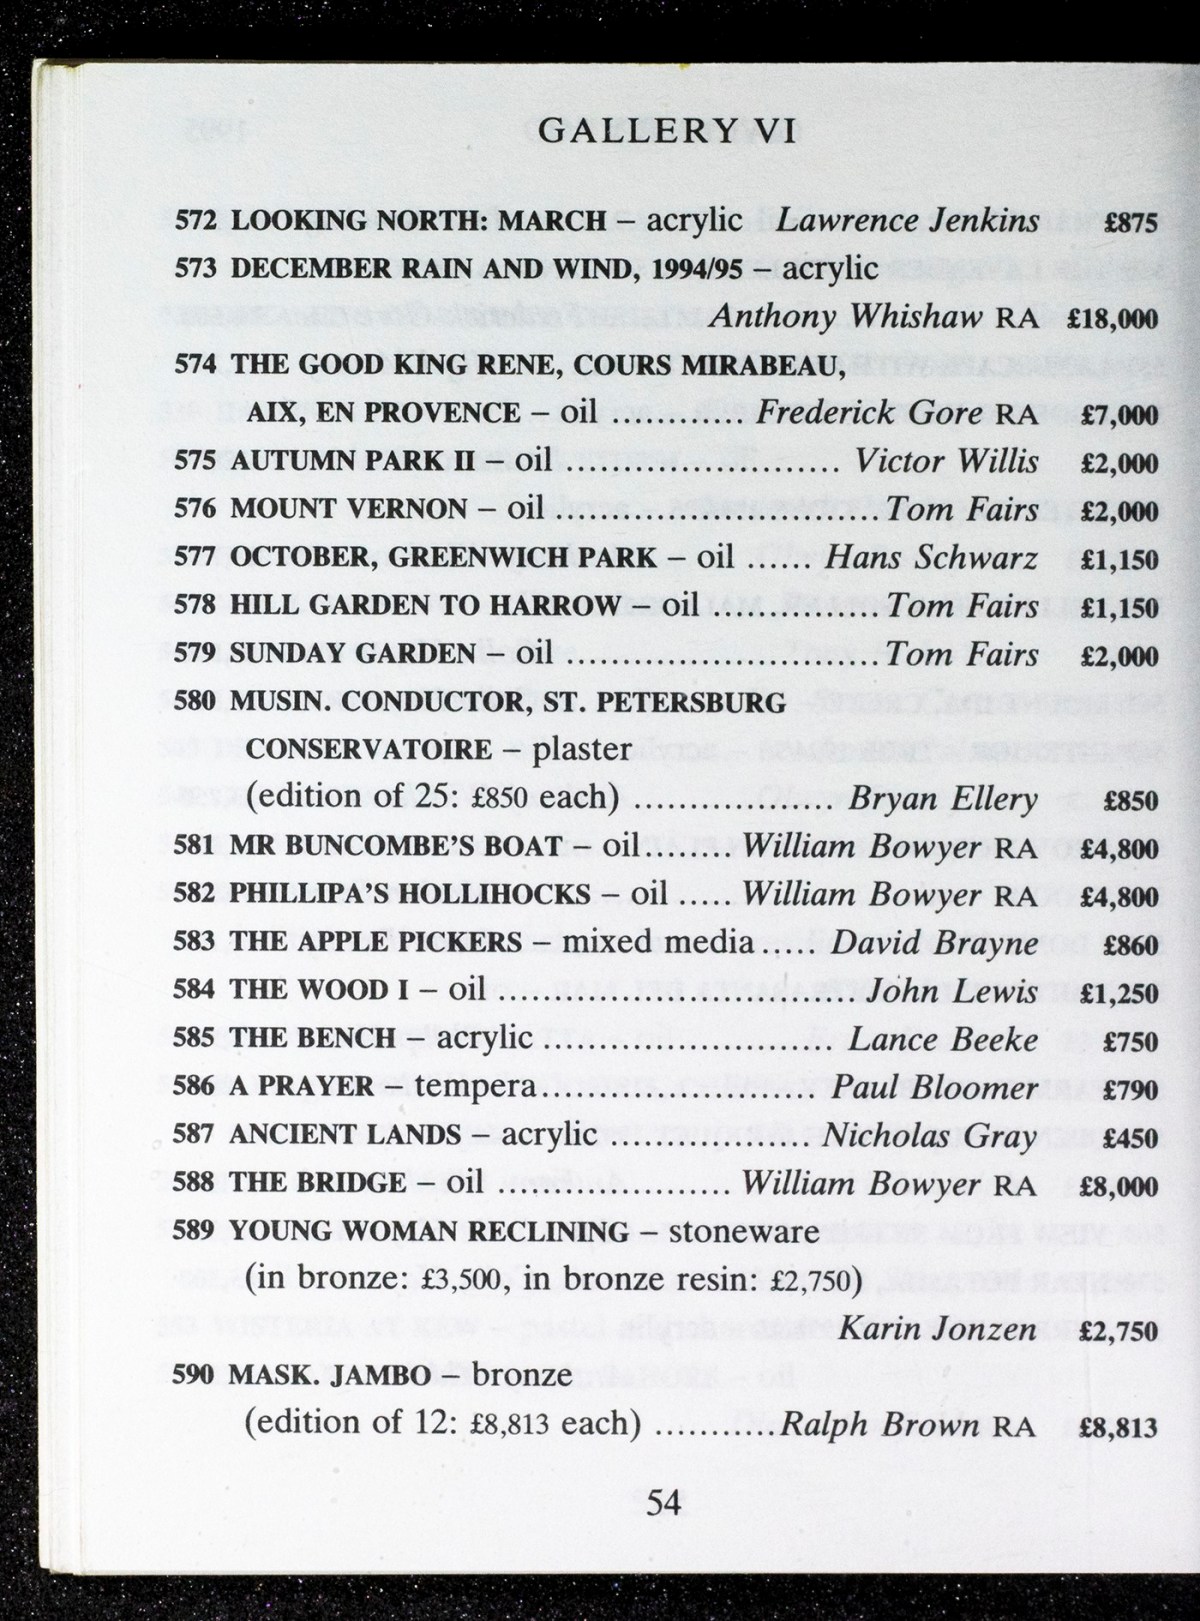 GALLERY VI
572 LOOKING NORTH: MARCH – acrylic Lawrence Jenkins £875
573 DECEMBER RAIN AND WIND, 1994/95 – acrylic
Anthony Whishaw RA £18,000
574 THE GOOD KING RENE, COURS MIRABEAU,
AIX, EN PROVENCE – oil ............ Frederick Gore RA £7,000
575 AUTUMN PARK II – oil ......................... Victor Willis £2,000
576 MOUNT VERNON – oil .............................. Tom Fairs £2,000
577 OCTOBER, GREENWICH PARK – oil ...... Hans Schwarz £1,150
578 HILL GARDEN TO HARROW – oil ............... Tom Fairs £1,150
579 SUNDAY GARDEN – oil ............................ Tom Fairs £2,000
580 MUSIN. CONDUCTOR, ST. PETERSBURG
CONSERVATOIRE – plaster
(edition of 25: £850 each) .................... Bryan Ellery £850
581 MR BUNCOMBE'S BOAT – oil ........ William Bowyer RA £4,800
582 PHILLIPA'S HOLLIHOCKS – oil ..... William Bowyer RA £4,800
583 THE APPLE PICKERS – mixed media ..... David Brayne £860
584 THE WOOD I – oil ................................. John Lewis £1,250
585 THE BENCH – acrylic ........................... Lance Beeke £750
586 A PRAYER – tempera ......................... Paul Bloomer £790
587 ANCIENT LANDS – acrylic .................... Nicholas Gray £450
588 THE BRIDGE – oil ..................... William Bowyer RA £8,000
589 YOUNG WOMAN RECLINING – stoneware
(in bronze: £3,500, in bronze resin: £2,750)
Karin Jonzen £2,750
590 MASK. JAMBO – bronze
(edition of 12: £8,813 each) ........... Ralph Brown RA £8,813
54